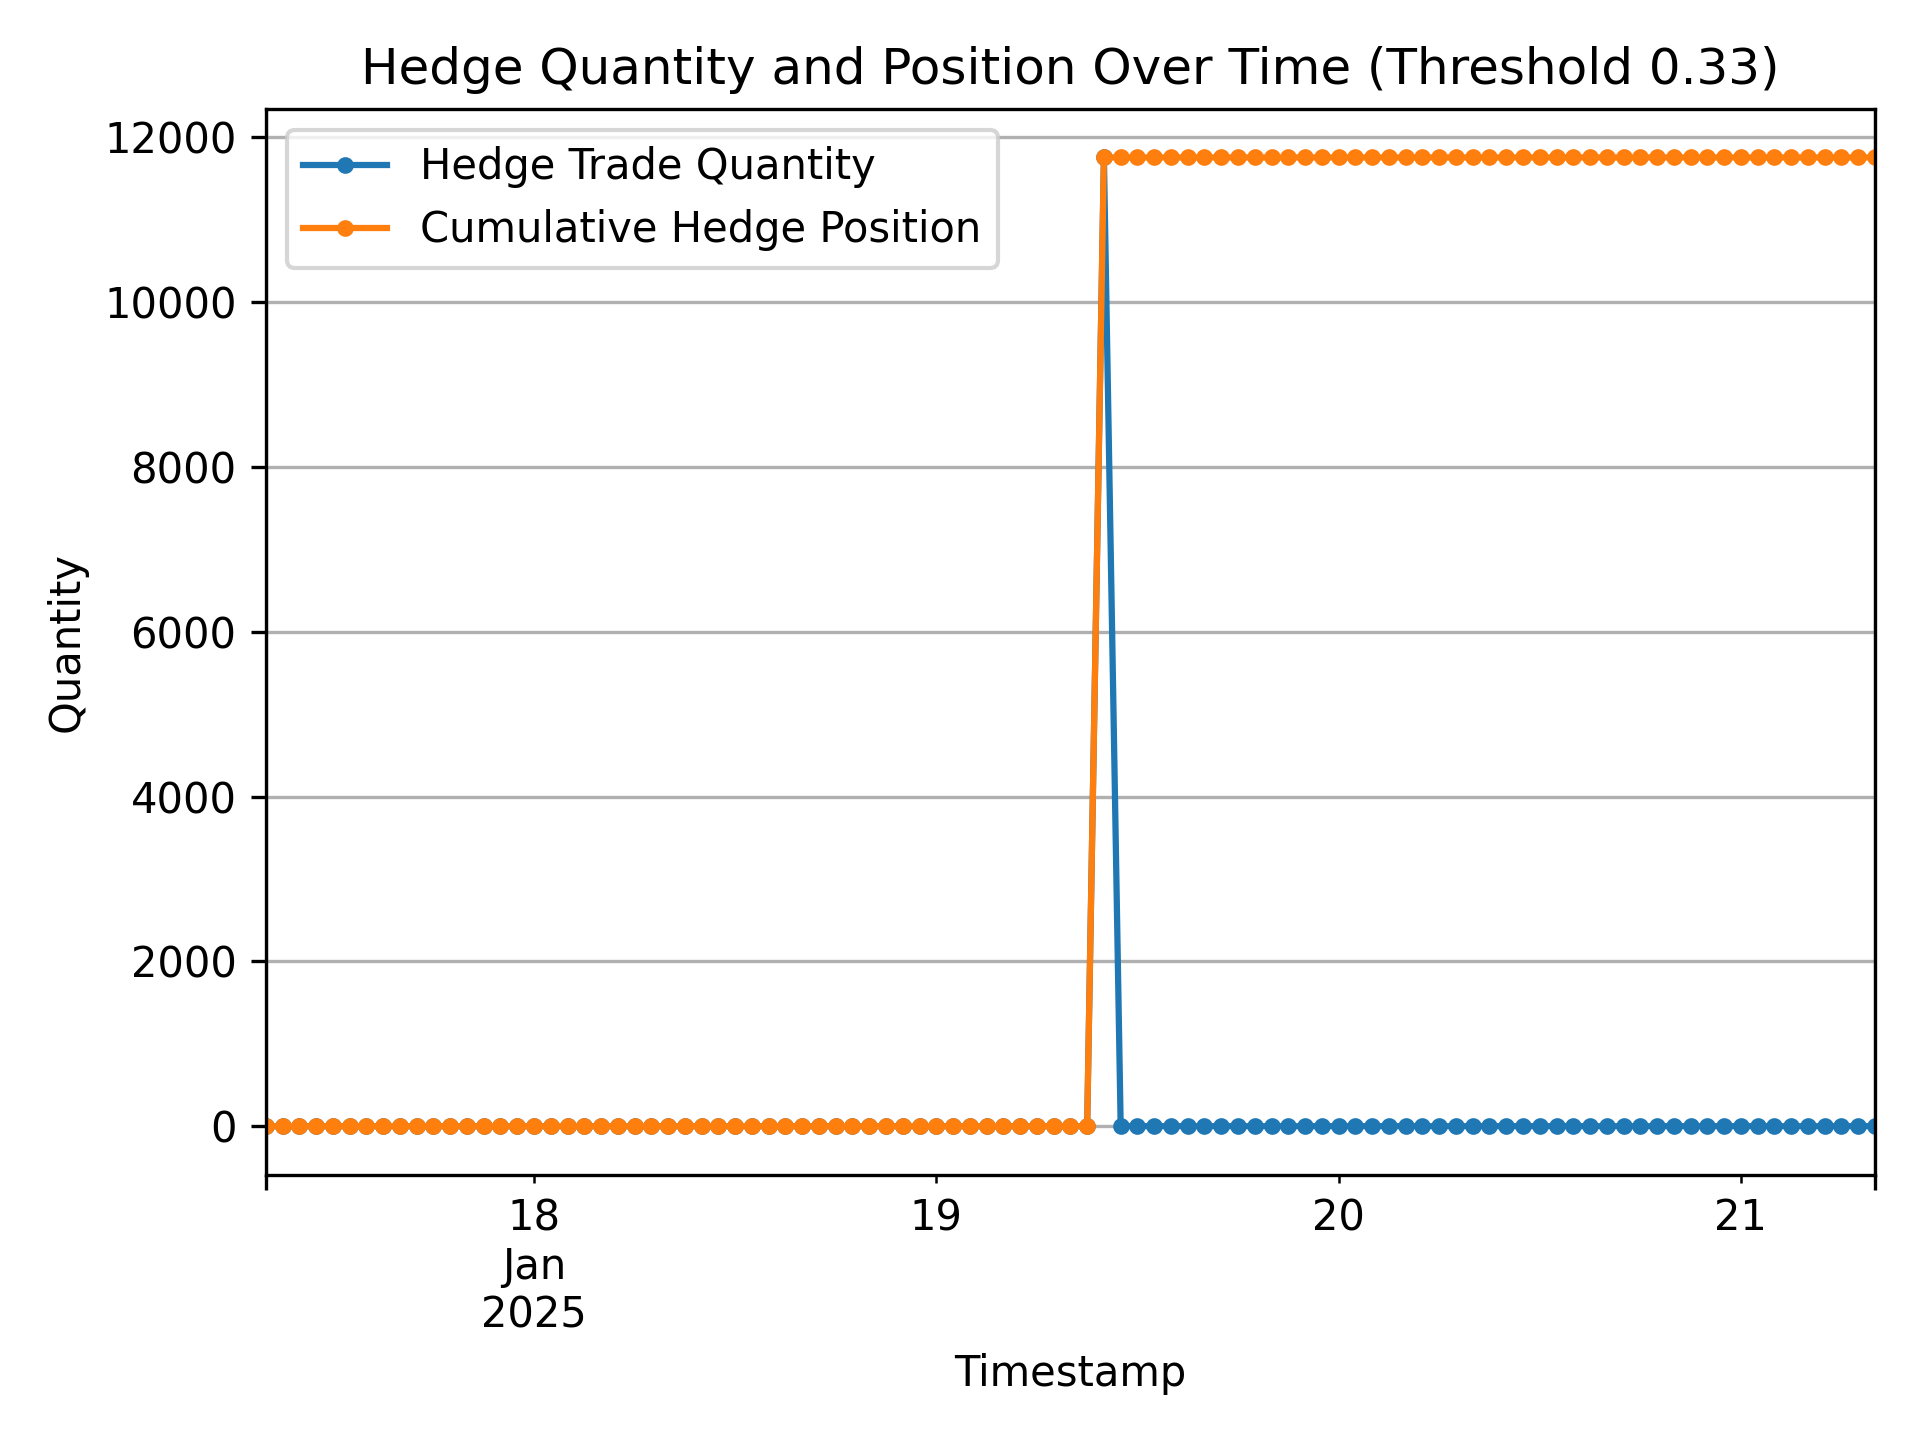 Hedge Quantity and Position Over Time (Threshold 0.33)
Hedge Trade Quantity
Cumulative Hedge Position
12000
10000
8000
6000
4000
2000
0
Quantity
18
19
20
21
Jan
2025
Timestamp